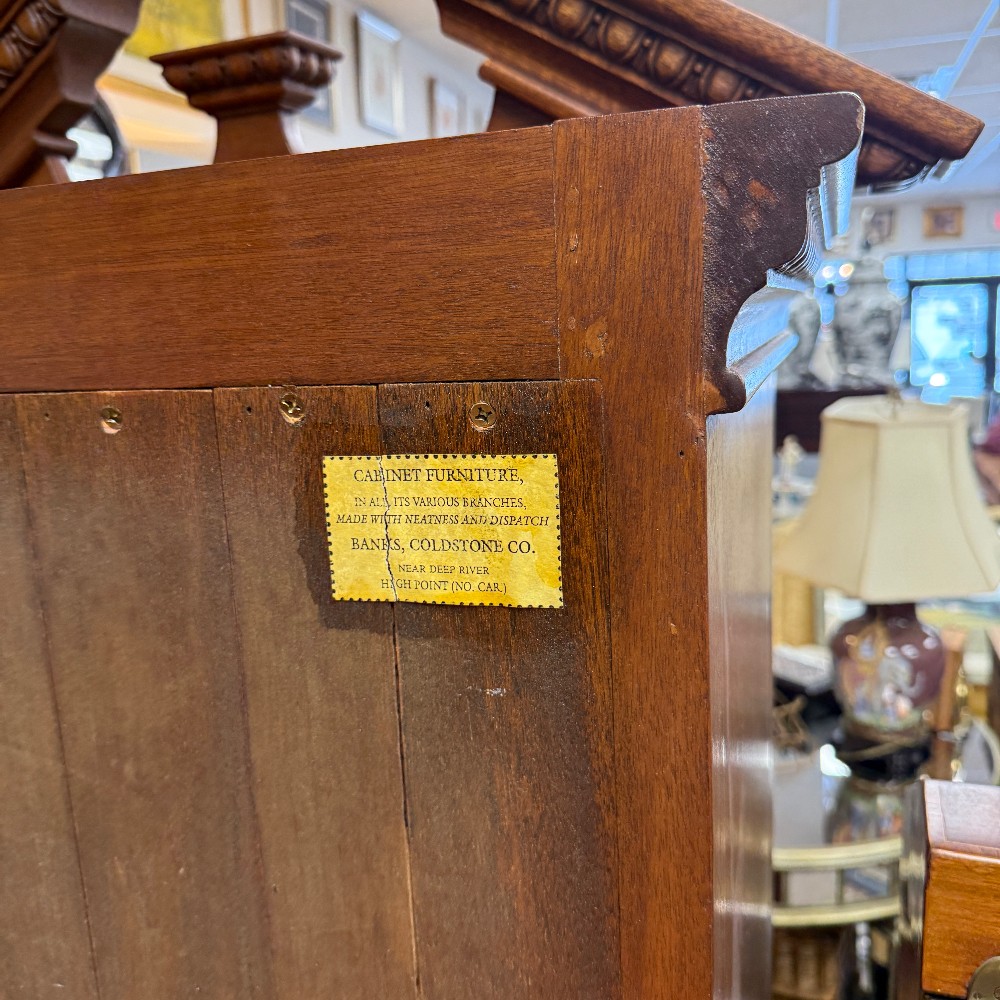 CABINET FURNITURE,
IN ALL ITS VARIOUS BRANCHES,
MADE WITH NEATNESS AND DISPATCH
BANKS, COLDSTONE CO.
NEAR DEEP RIVER
HIGH POINT (NO. CAR.)